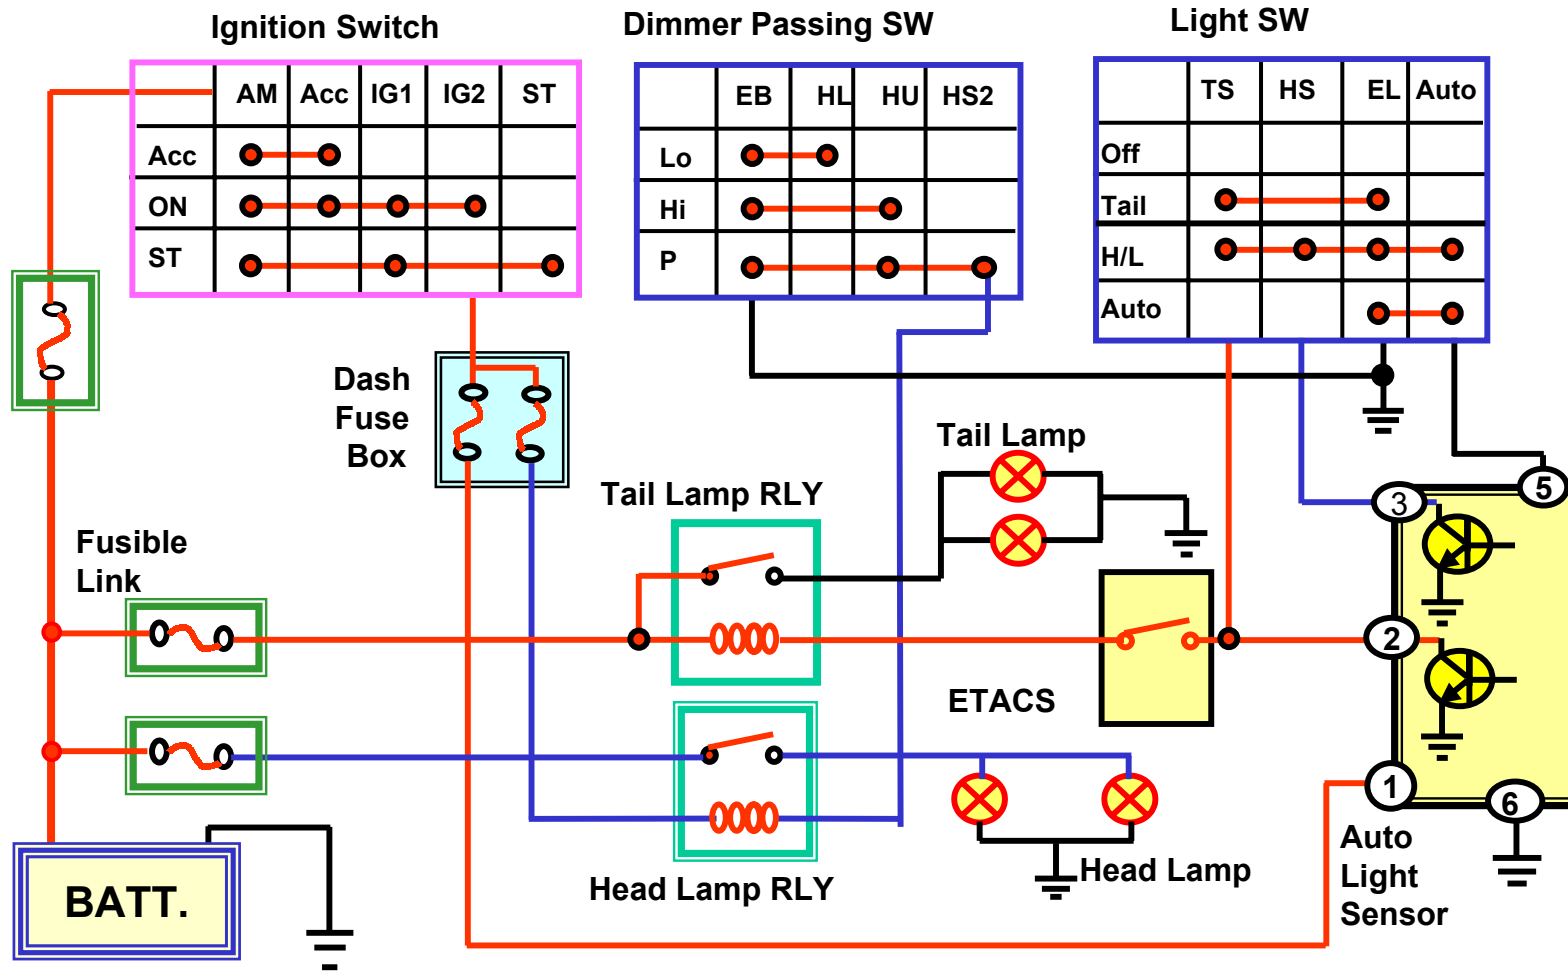 Ignition Switch
AM Acc IG1 IG2 ST
Acc
ON
ST
Dimmer Passing SW
EB HL HU HS2
Lo
Hi
P
Light SW
TS HS EL Auto
Off
Tail
H/L
Auto
Dash
Fuse
Box
Tail Lamp
Tail Lamp RLY
Fusible
Link
ETACS
5
3
2
1
6
Auto
Light
Sensor
Head Lamp
Head Lamp RLY
BATT.